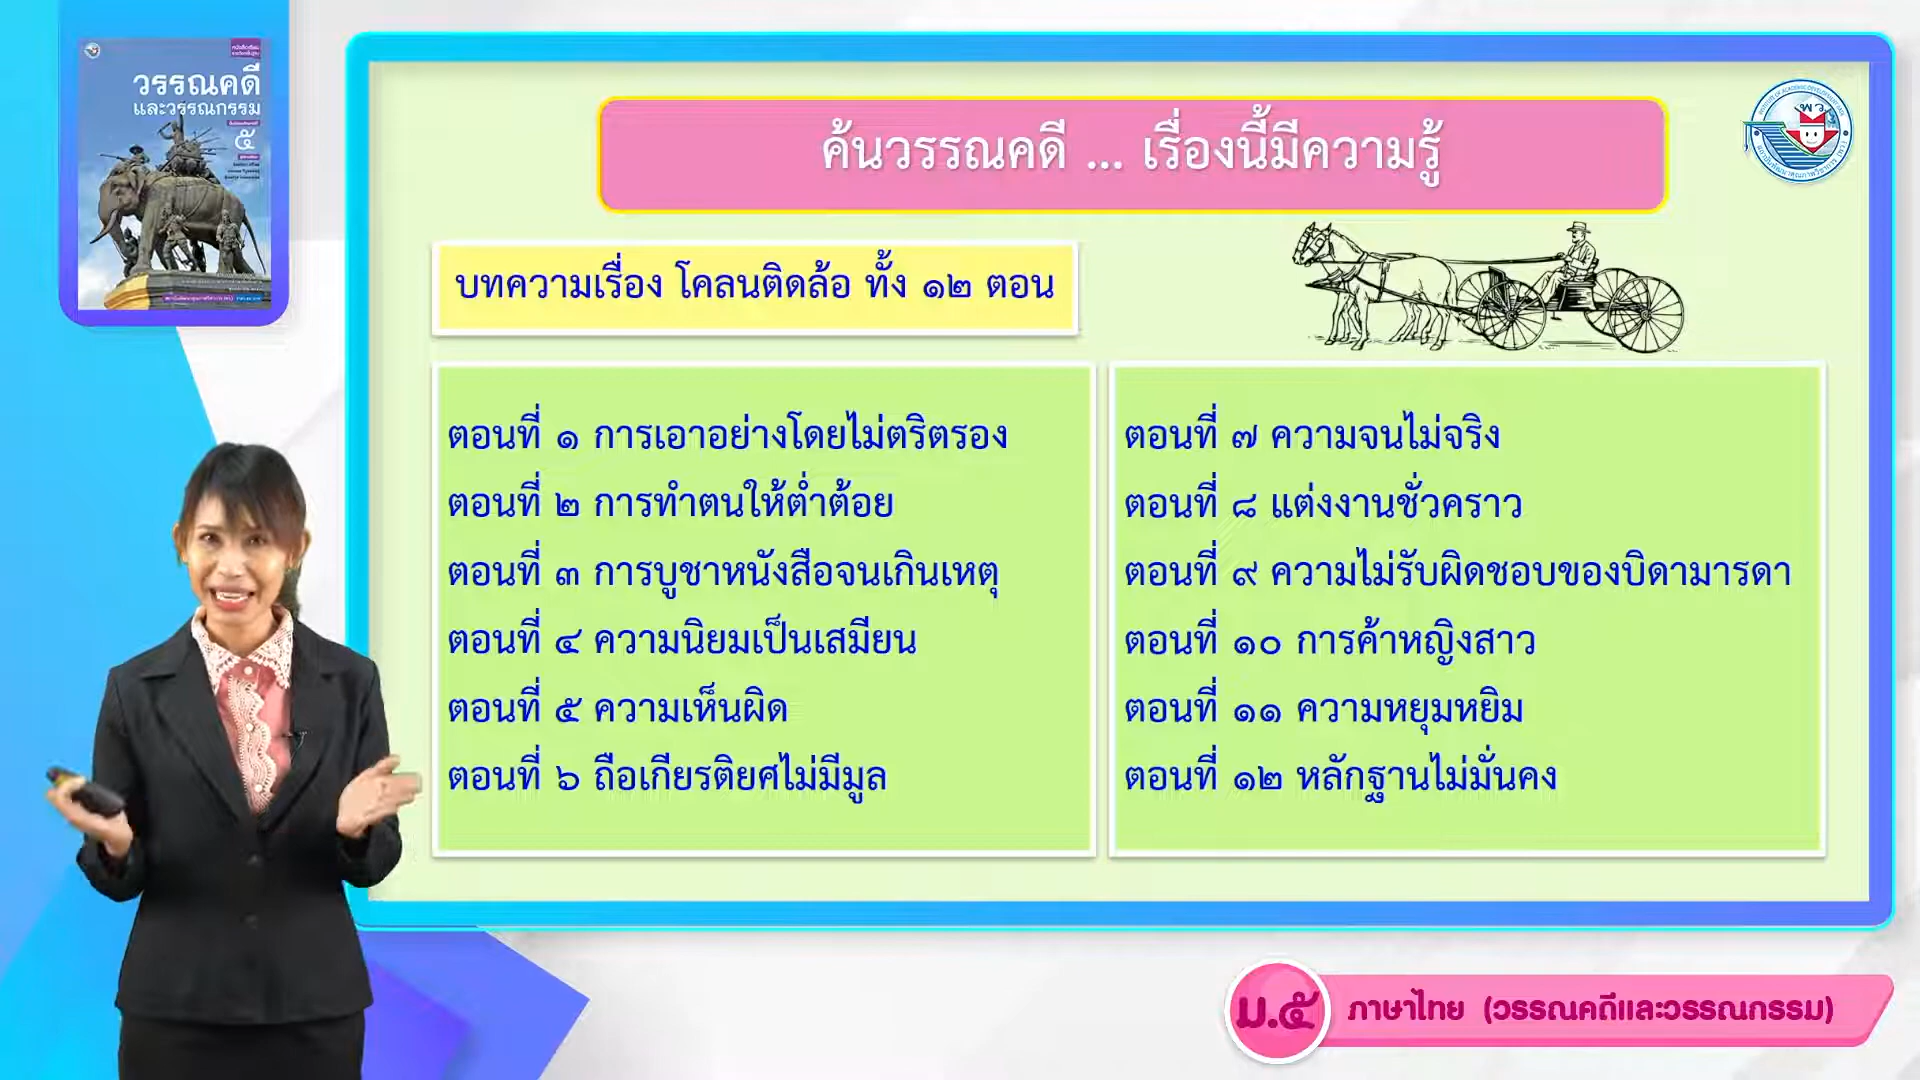 วรรณคดี
และวรรณกรรม
๕
ค้นวรรณคดี ... เรื่องนี้มีความรู้
พว
บทความเรื่อง โคลนติดล้อ ทั้ง ๑๒ ตอน
ตอนที่ ๑ การเอาอย่างโดยไม่ตริตรอง
ตอนที่ ๒ การทำตนให้ต่ำต้อย
ตอนที่ ๓ การบูชาหนังสือจนเกินเหตุ
ตอนที่ ๔ ความนิยมเป็นเสมียน
ตอนที่ ๕ ความเห็นผิด
ตอนที่ ๖ ถือเกียรติยศไม่มีมูล
ตอนที่ ๗ ความจนไม่จริง
ตอนที่ ๘ แต่งงานชั่วคราว
ตอนที่ ๙ ความไม่รับผิดชอบของบิดามารดา
ตอนที่ ๑๐ การค้าหญิงสาว
ตอนที่ ๑๑ ความหยุมหยิม
ตอนที่ ๑๒ หลักฐานไม่มั่นคง
ม.๕ ภาษาไทย (วรรณคดีและวรรณกรรม)